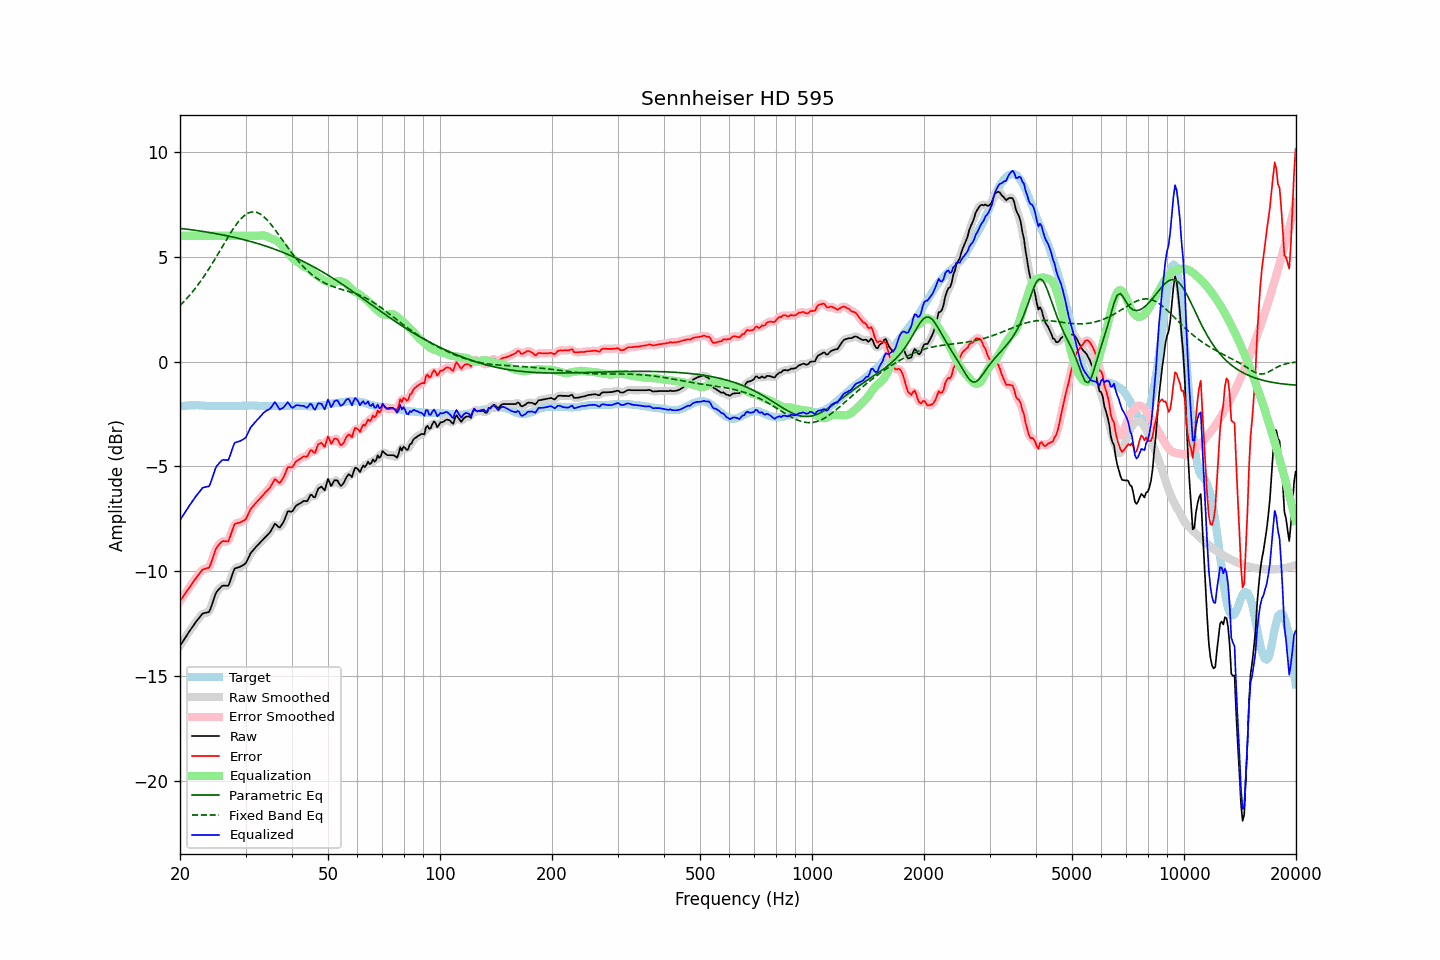 Sennheiser HD 595
Amplitude (dBr)
10
5
0
−5
−10
−15
−20
Target
Raw Smoothed
Error Smoothed
Raw
Error
Equalization
Parametric Eq
Fixed Band Eq
Equalized
20 50 100 200 500 1000 2000 5000 10000 20000
Frequency (Hz)